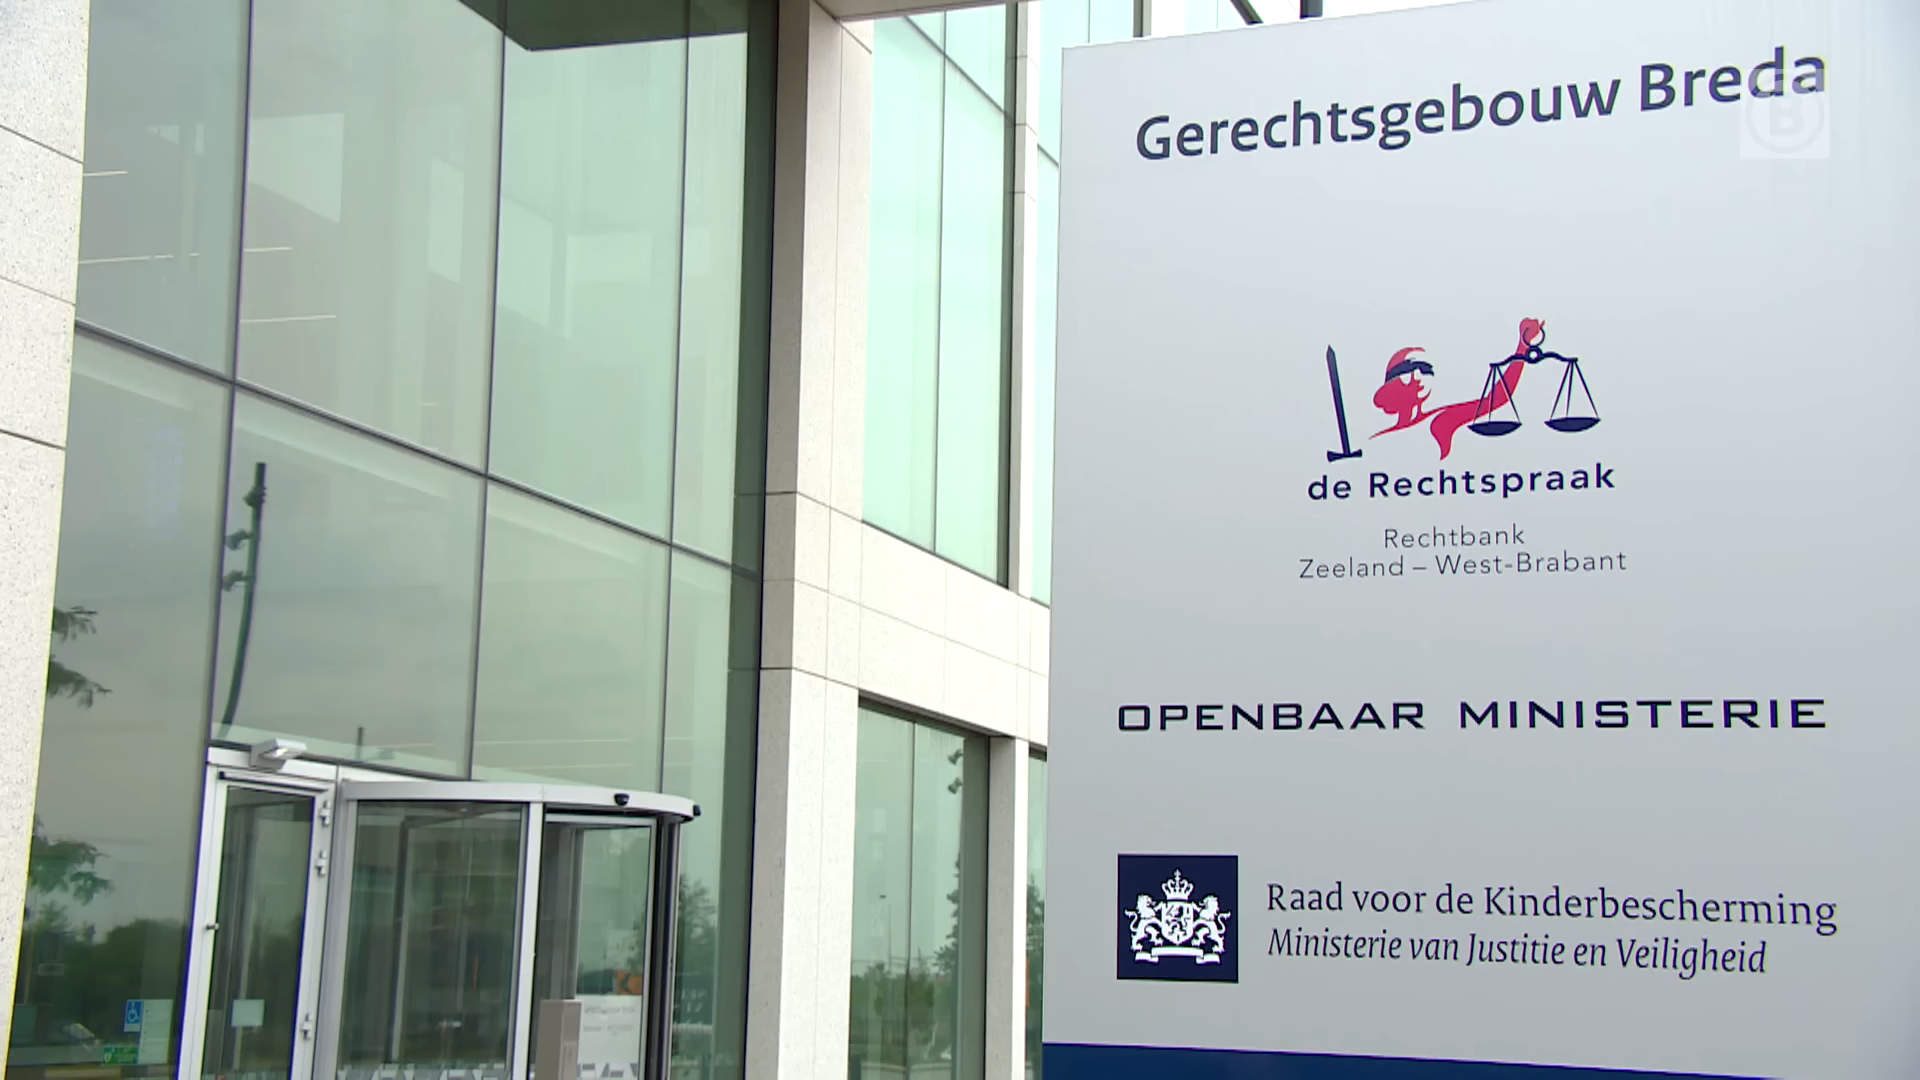 Gerechtsgebouw Breda
B
de Rechtspraak
Rechtbank
Zeeland – West-Brabant
OPENBAAR MINISTERIE
Raad voor de Kinderbescherming
Ministerie van Justitie en Veiligheid